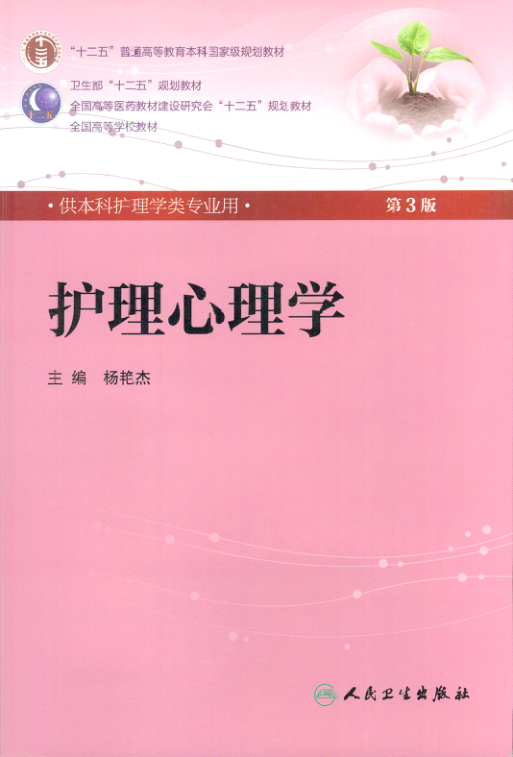 “十二五”普通高等教育本科国家级规划教材
卫生部“十二五”规划教材
全国高等医药教材建设研究会“十二五”规划教材
全国高等学校教材
十二五
·供本科护理学类专业用·
第3版
护理心理学
主 编 杨艳杰
人民卫生出版社